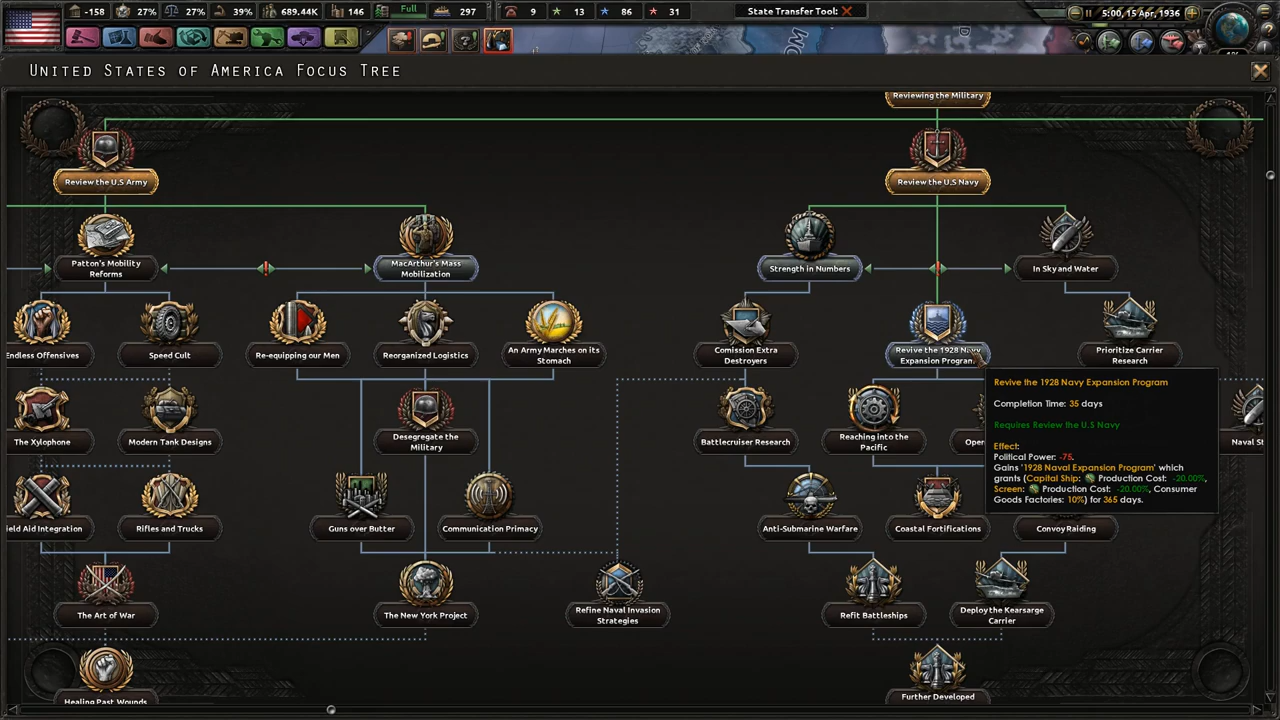 -158 27% 27% 39% 689.44K 146 Full 297 9 13 86 31 State Transfer Tool: 5:00, 15 Apr, 1936
United States of America Focus Tree
Reviewing the Military
Review the U.S Army
Review the U.S Navy
Patton's Mobility
Reforms
MacArthur's Mass
Mobilization
Strength in Numbers
In Sky and Water
Endless Offensives
Speed Cult
Re-equipping our Men
Reorganized Logistics
An Army Marches on its
Stomach
Comission Extra
Destroyers
Revive the 1928 Navy
Expansion Program
Prioritize Carrier
Research
Revive the 1928 Navy Expansion Program
Completion Time: 35 days
Requires Review the U.S Navy
Effect:
Political Power: -75.
Gains '1928 Naval Expansion Program' which
grants (Capital Ship: Production Cost: -20.00%,
Screen: Production Cost: -20.00%, Consumer
Goods Factories: 10%) for 365 days.
The Xylophone
Modern Tank Designs
Desegregate the
Military
Battlecruiser Research
Reaching into the
Pacific
Oper
Naval St
ield Aid Integration
Rifles and Trucks
Guns over Butter
Communication Primacy
Anti-Submarine Warfare
Coastal Fortifications
Convoy Raiding
The Art of War
The New York Project
Refine Naval Invasion
Strategies
Refit Battleships
Deploy the Kearsarge
Carrier
Healing Past Wounds
Further Developed